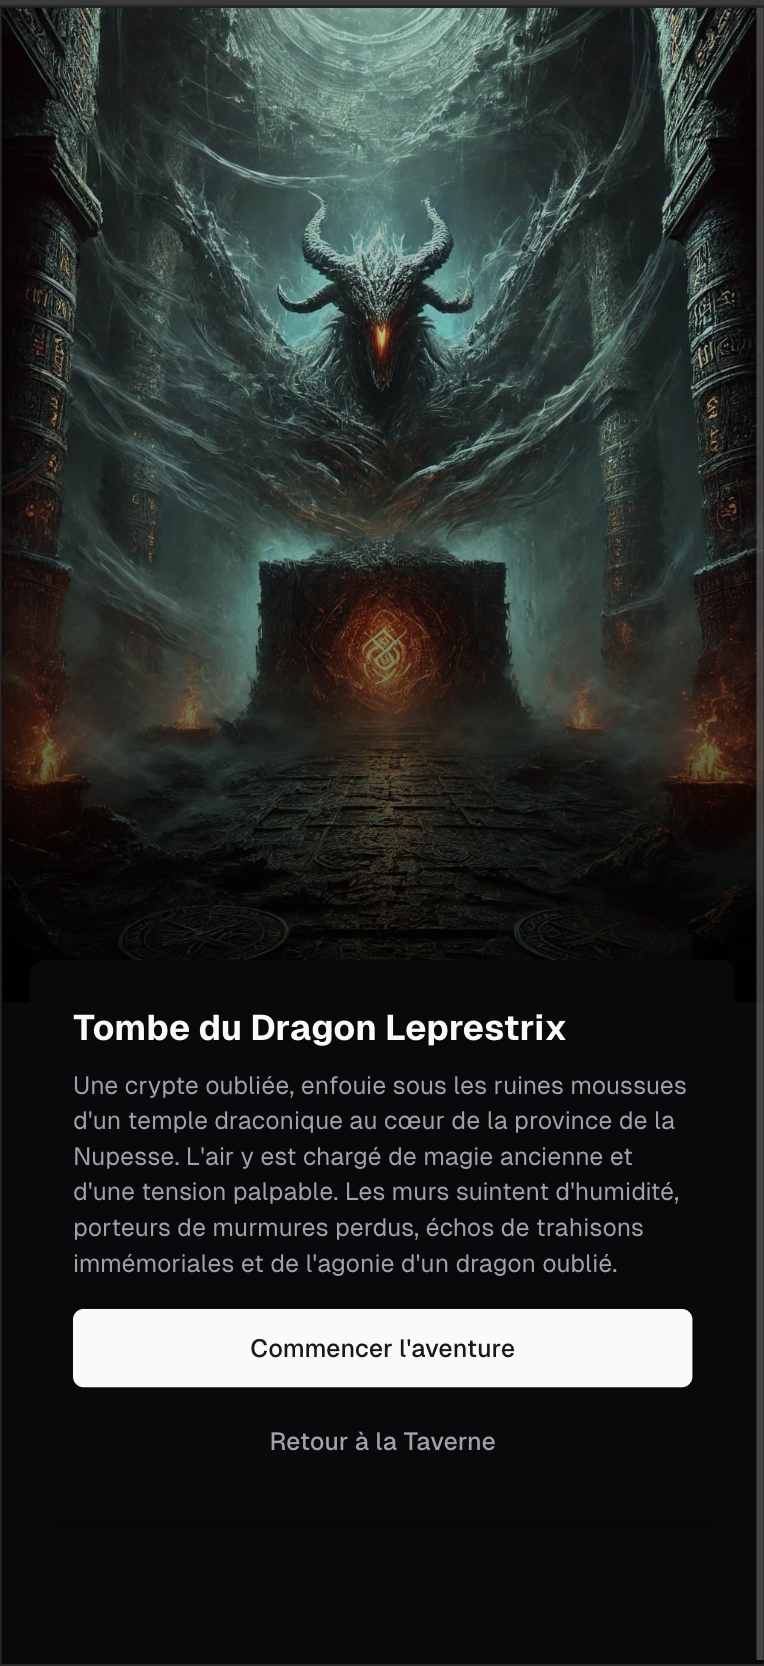 Tombe du Dragon Leprestrix
Une crypte oubliée, enfouie sous les ruines moussues
d'un temple draconique au cœur de la province de la
Nupesse. L'air y est chargé de magie ancienne et
d'une tension palpable. Les murs suintent d'humidité,
porteurs de murmures perdus, échos de trahisons
immémoriales et de l'agonie d'un dragon oublié.
Commencer l'aventure
Retour à la Taverne